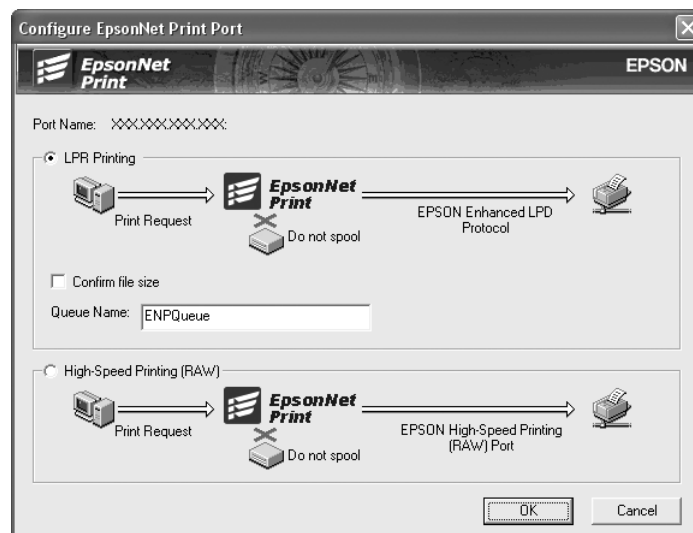 Configure EpsonNet Print Port
EpsonNet
Print
EPSON
Port Name: XXX.XXX.XXX.XXX:
LPR Printing
EpsonNet
Print
Print Request
EPSON Enhanced LPD
Protocol
Do not spool
Confirm file size
Queue Name: ENPQueue
High-Speed Printing (RAW)
EpsonNet
Print
Print Request
EPSON High-Speed Printing
(RAW) Port
Do not spool
OK
Cancel